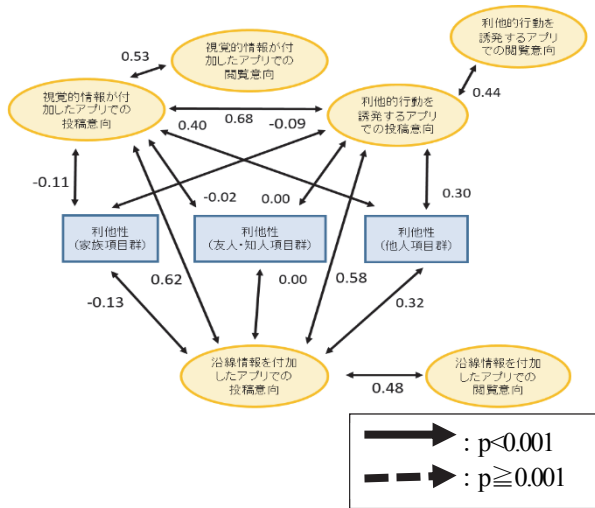 利他的行動を
誘発するアプリ
での閲覧意向
0.53
視覚的情報が付
加したアプリでの
閲覧意向
0.44
視覚的情報が付
加したアプリでの
投稿意向
利他的行動を
誘発するアプリ
での投稿意向
0.68
-0.09
0.40
-0.11
-0.02
0.00
0.30
利他性
(家族項目群)
利他性
(友人・知人項目群)
利他性
(他人項目群)
0.62
0.00
0.58
-0.13
0.32
沿線情報を付加
したアプリでの
投稿意向
0.48
沿線情報を付加
したアプリでの
閲覧意向
: p<0.001
: p≧0.001